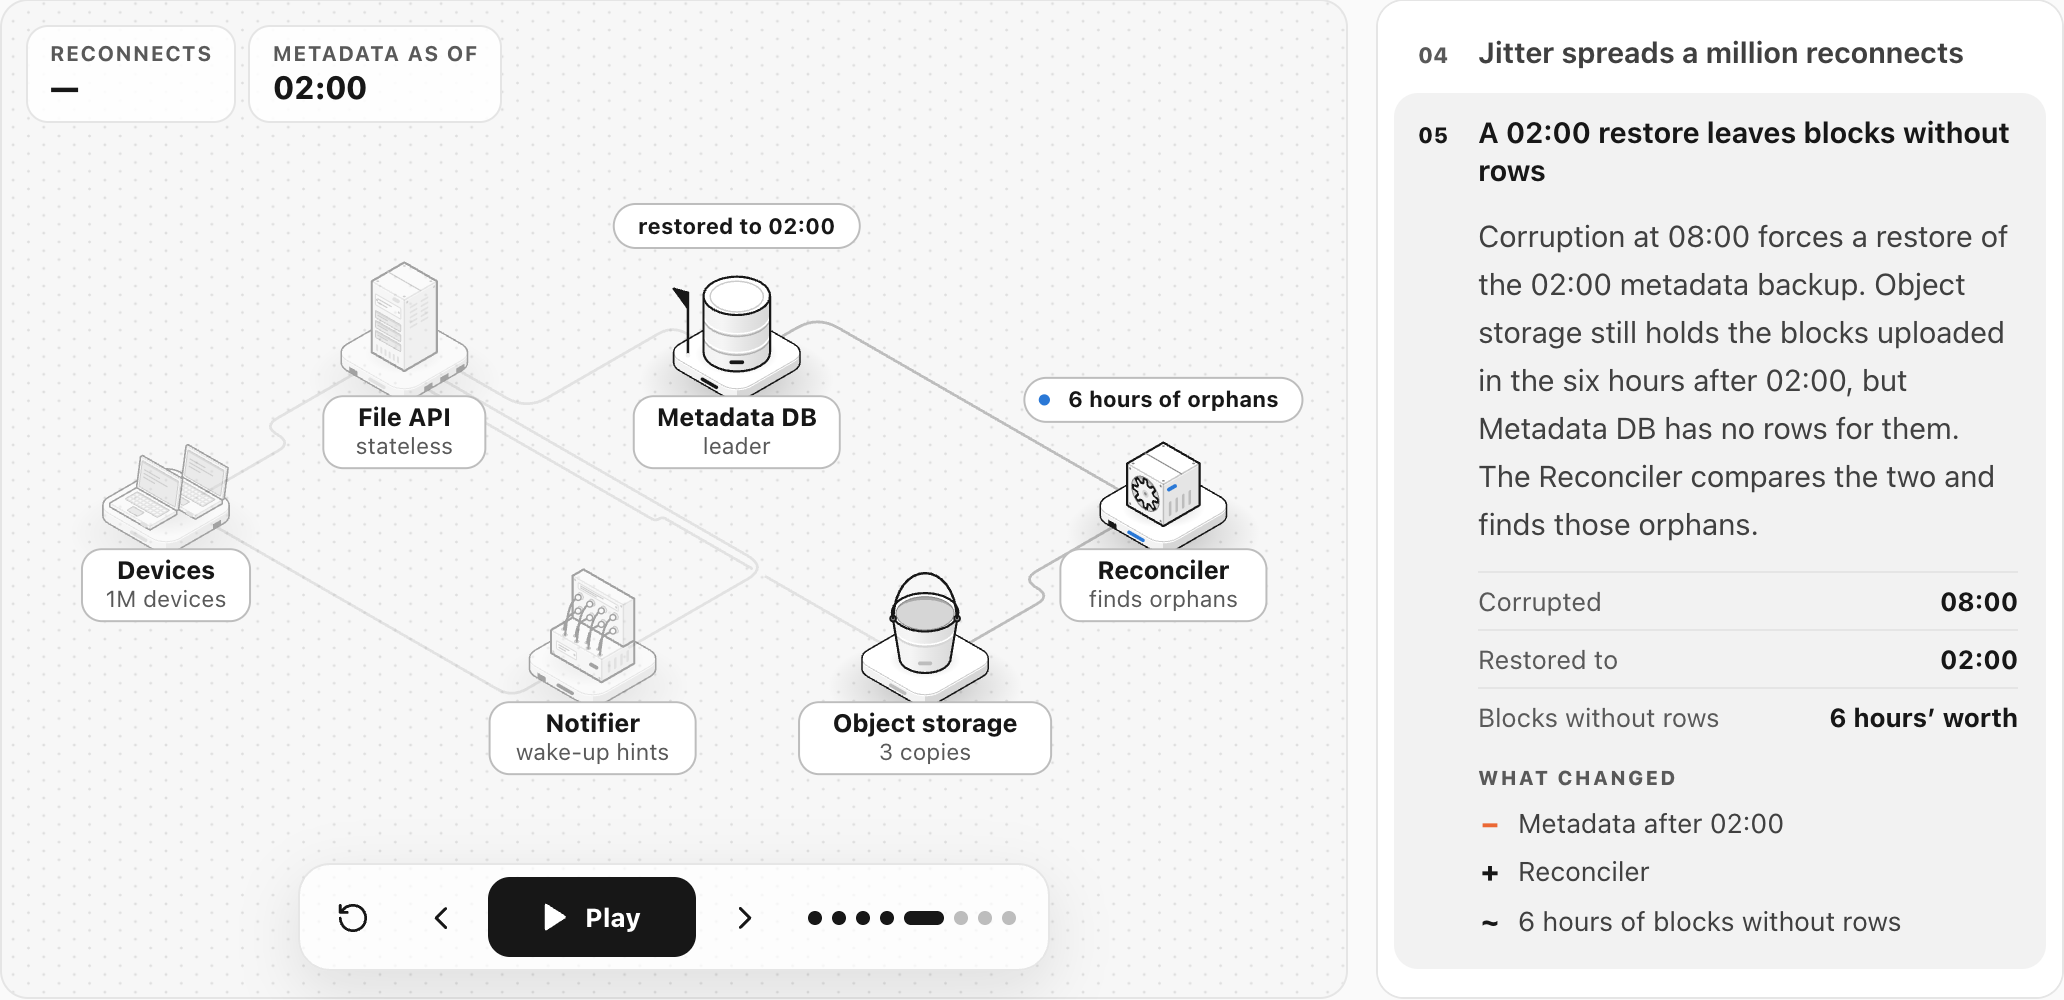 RECONNECTS
—
METADATA AS OF
02:00
restored to 02:00
File API
stateless
Metadata DB
leader
6 hours of orphans
Devices
1M devices
Reconciler
finds orphans
Notifier
wake-up hints
Object storage
3 copies
Play
04 Jitter spreads a million reconnects
05 A 02:00 restore leaves blocks without
rows
Corruption at 08:00 forces a restore of
the 02:00 metadata backup. Object
storage still holds the blocks uploaded
in the six hours after 02:00, but
Metadata DB has no rows for them.
The Reconciler compares the two and
finds those orphans.
Corrupted 08:00
Restored to 02:00
Blocks without rows 6 hours’ worth
WHAT CHANGED
− Metadata after 02:00
+ Reconciler
~ 6 hours of blocks without rows